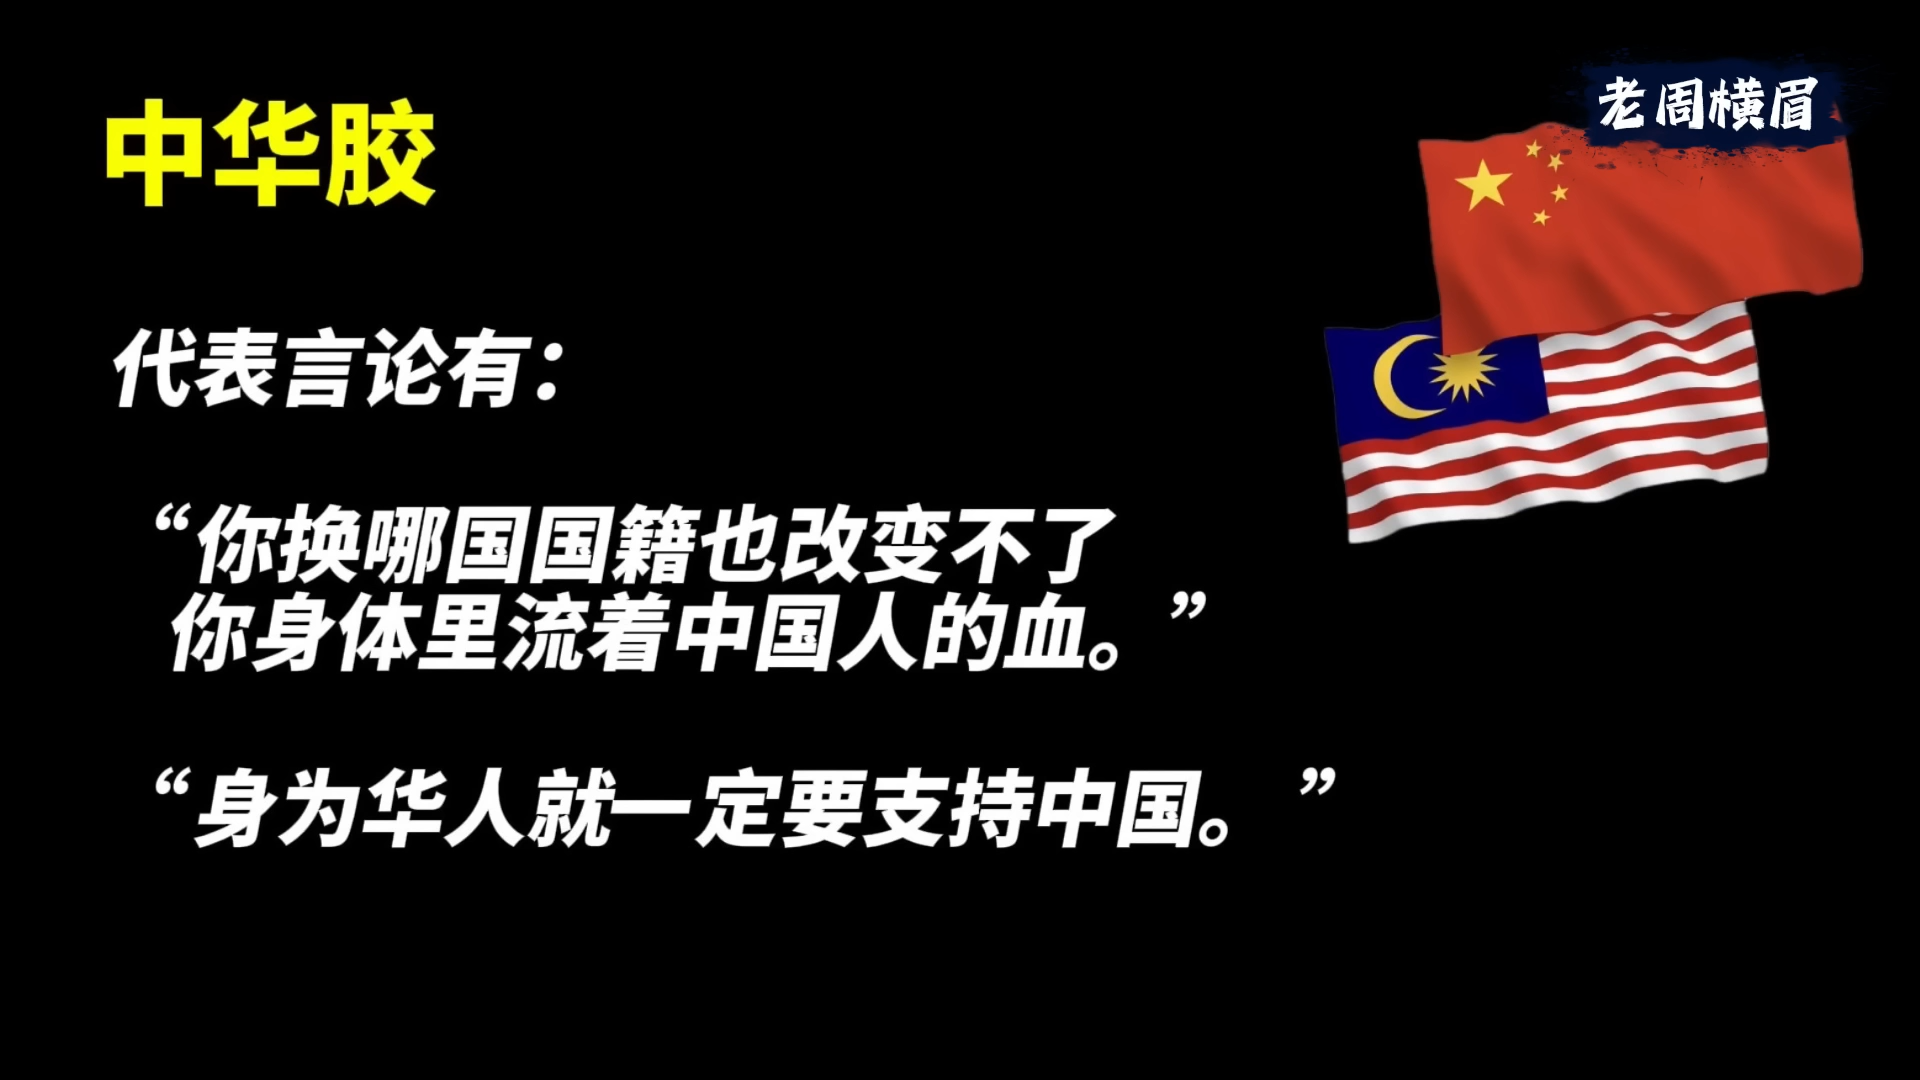 老周横眉
中华胶
代表言论有：
“你换哪国国籍也改变不了
你身体里流着中国人的血。”
“身为华人就一定要支持中国。”